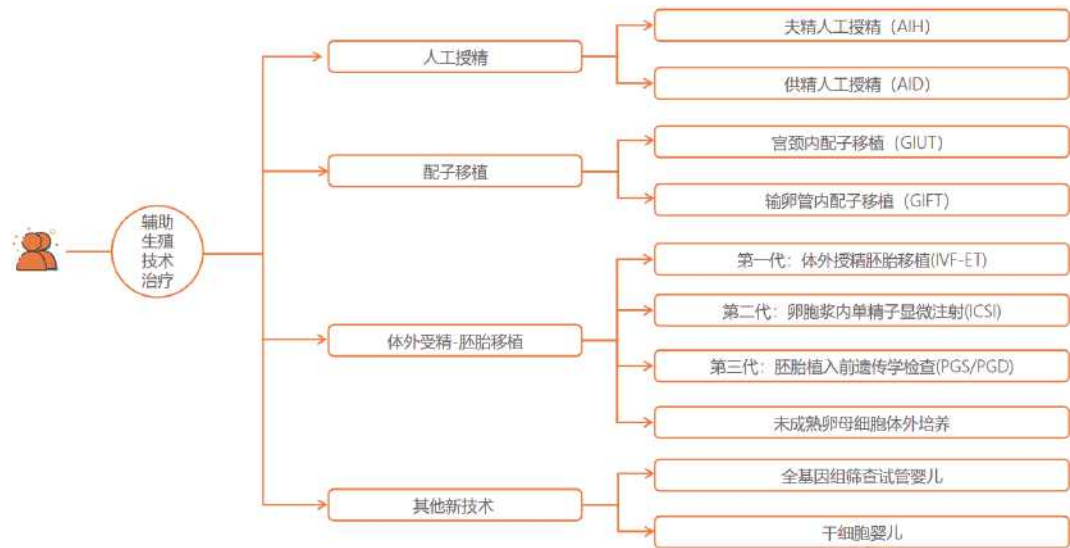 辅助
生殖
技术
治疗
人工授精
夫精人工授精（AIH）
供精人工授精（AID）
配子移植
宫颈内配子移植（GIUT）
输卵管内配子移植（GIFT）
体外受精-胚胎移植
第一代：体外授精胚胎移植(IVF-ET)
第二代：卵胞浆内单精子显微注射(ICSI)
第三代：胚胎植入前遗传学检查(PGS/PGD)
未成熟卵母细胞体外培养
其他新技术
全基因组筛查试管婴儿
干细胞婴儿